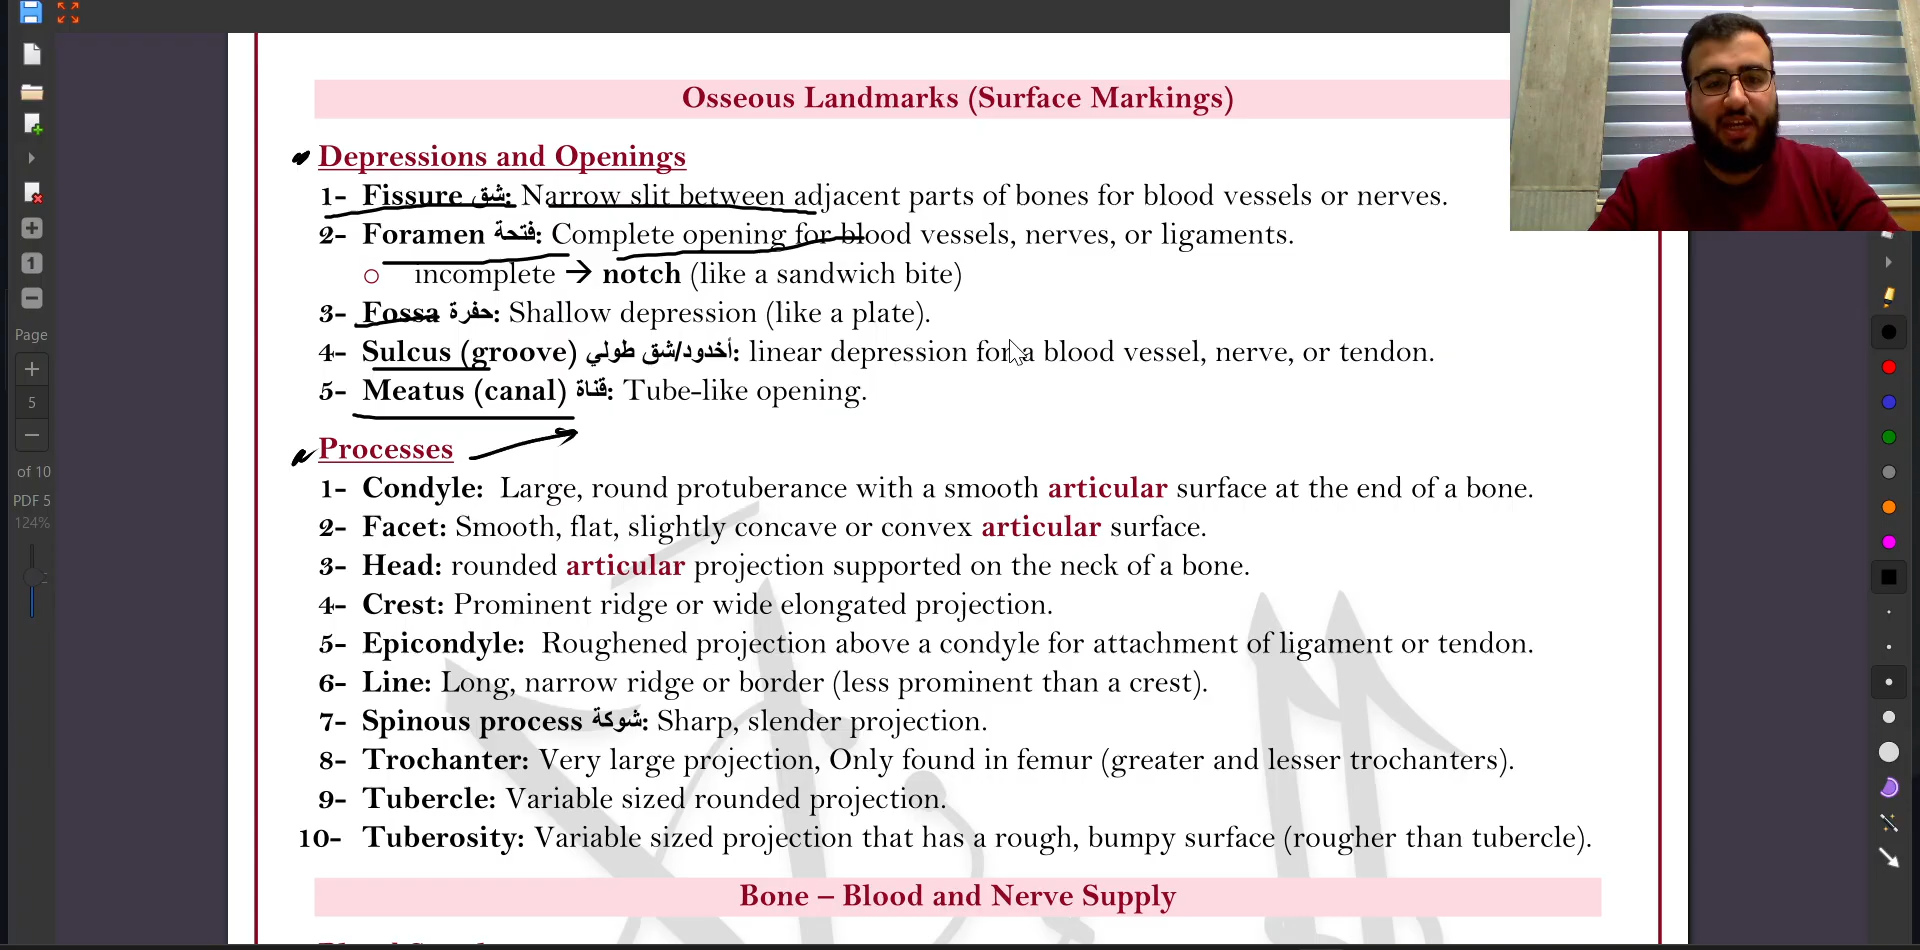 Osseous Landmarks (Surface Markings)
Depressions and Openings
1- Fissure شق: Narrow slit between adjacent parts of bones for blood vessels or nerves.
2- Foramen فتحة: Complete opening for blood vessels, nerves, or ligaments.
o incomplete → notch (like a sandwich bite)
3- Fossa حفرة: Shallow depression (like a plate).
4- Sulcus (groove) أخدود/شق طولي: linear depression for a blood vessel, nerve, or tendon.
5- Meatus (canal) قناة: Tube-like opening.
Processes
1- Condyle: Large, round protuberance with a smooth articular surface at the end of a bone.
2- Facet: Smooth, flat, slightly concave or convex articular surface.
3- Head: rounded articular projection supported on the neck of a bone.
4- Crest: Prominent ridge or wide elongated projection.
5- Epicondyle: Roughened projection above a condyle for attachment of ligament or tendon.
6- Line: Long, narrow ridge or border (less prominent than a crest).
7- Spinous process شوكة: Sharp, slender projection.
8- Trochanter: Very large projection, Only found in femur (greater and lesser trochanters).
9- Tubercle: Variable sized rounded projection.
10- Tuberosity: Variable sized projection that has a rough, bumpy surface (rougher than tubercle).
Bone – Blood and Nerve Supply
1
Page
5
of 10
PDF 5
124%